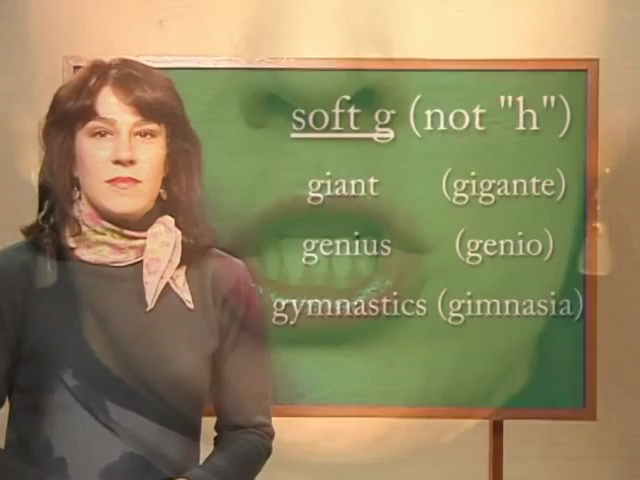 soft g (not "h")
giant (gigante)
genius (genio)
gymnastics (gimnasia)